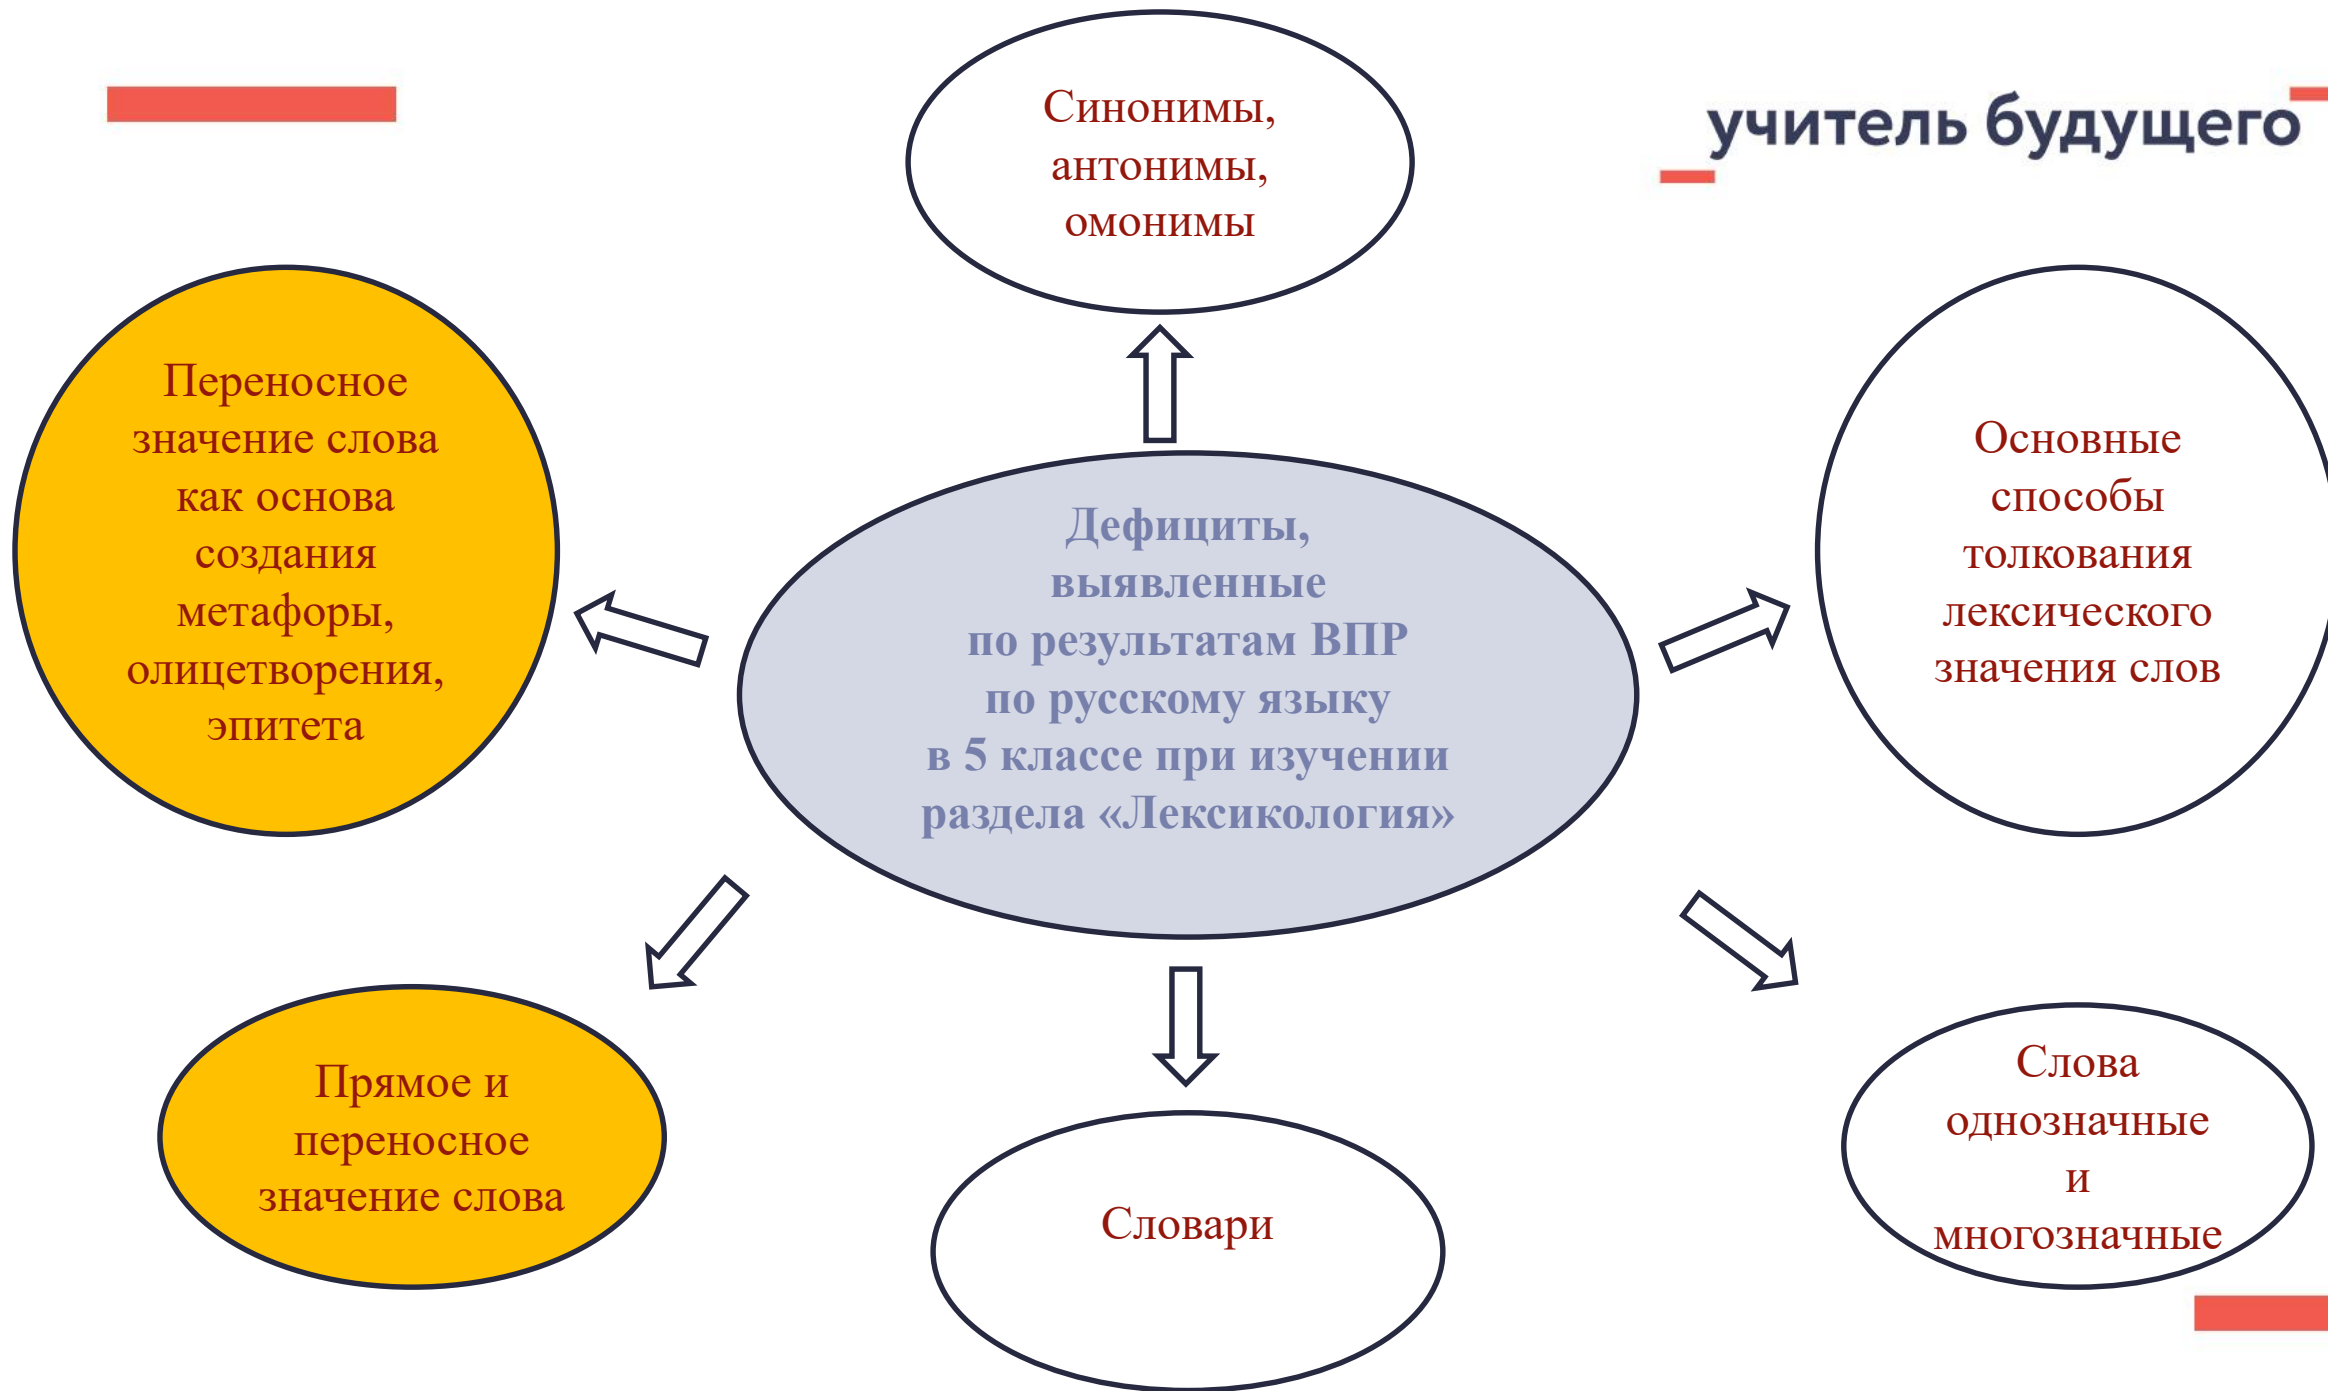 Синонимы,
антонимы,
омонимы
учитель будущего
Переносное
значение слова
как основа
создания
метафоры,
олицетворения,
эпитета
Дефициты,
выявленные
по результатам ВПР
по русскому языку
в 5 классе при изучении
раздела «Лексикология»
Основные
способы
толкования
лексического
значения слов
Прямое и
переносное
значение слова
Словари
Слова
однозначные
и
многозначные